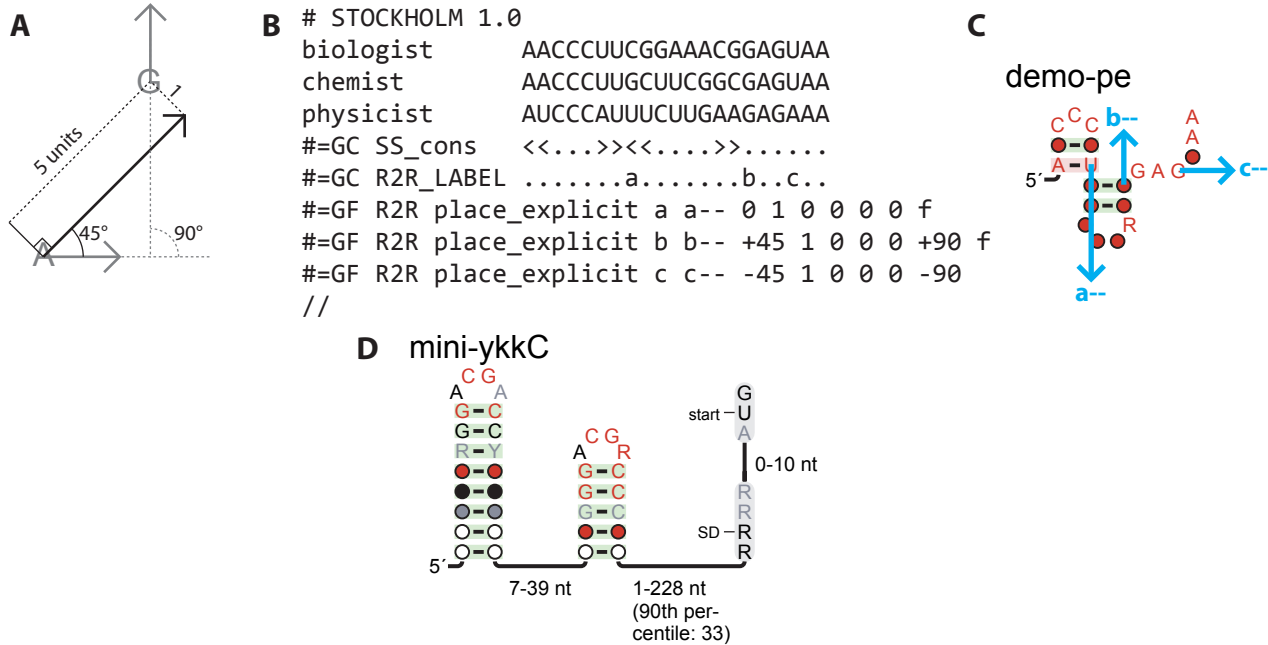 A
G
1
5 units
45°
90°
A
B
# STOCKHOLM 1.0
biologist AACCCUUCGGAAACGGAGUAA
chemist AACCCUUGCUUCGGCGAGUAA
physicist AUCCCAUUUCUUGAAGAGAAA
#=GC SS_cons <<...>><<....>>......
#=GC R2R_LABEL .......a.......b..c..
#=GF R2R place_explicit a a-- 0 1 0 0 0 0 f
#=GF R2R place_explicit b b-- +45 1 0 0 0 +90 f
#=GF R2R place_explicit c c-- -45 1 0 0 0 -90
//
C
demo-pe
C C C
b--
A
A
5´ A U
G A G
c--
R
a--
D mini-ykkC
C G
A A
G C
G C
R Y
5´
7-39 nt
C G
A R
G C
G C
G C
1-228 nt
(90th per-
centile: 33)
G
start U
A
0-10 nt
R
R
SD R
R